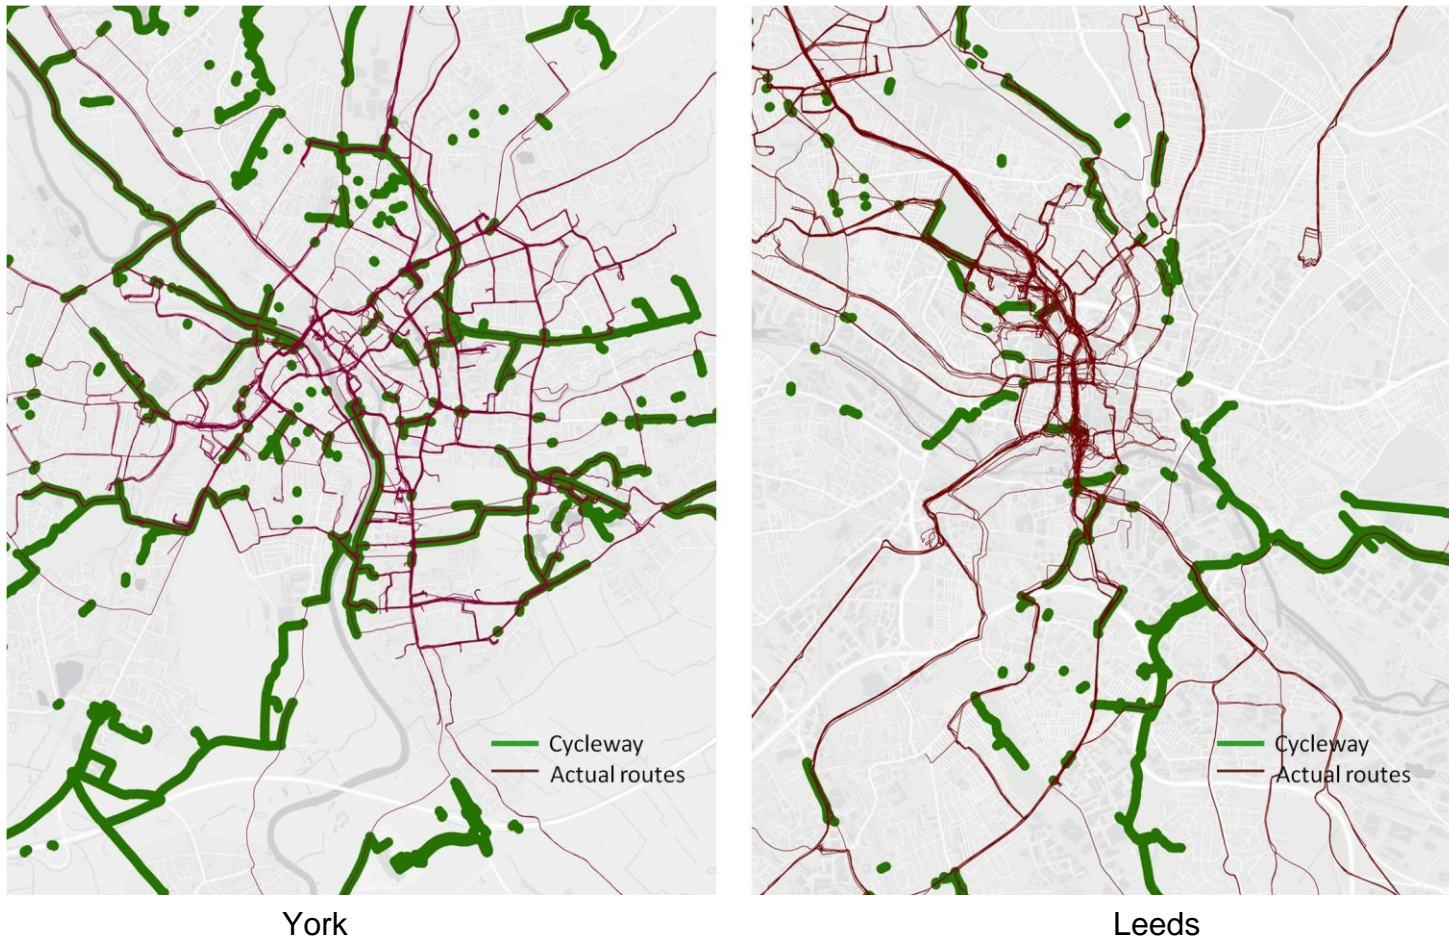 Cycleway
Actual routes
Cycleway
Actual routes
York
Leeds